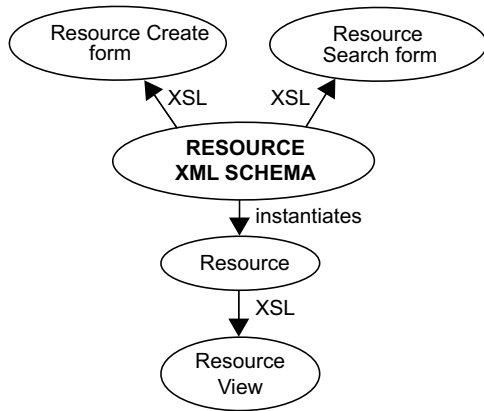 Resource Create
form
Resource
Search form
XSL
XSL
RESOURCE
XML SCHEMA
instantiates
Resource
XSL
Resource
View